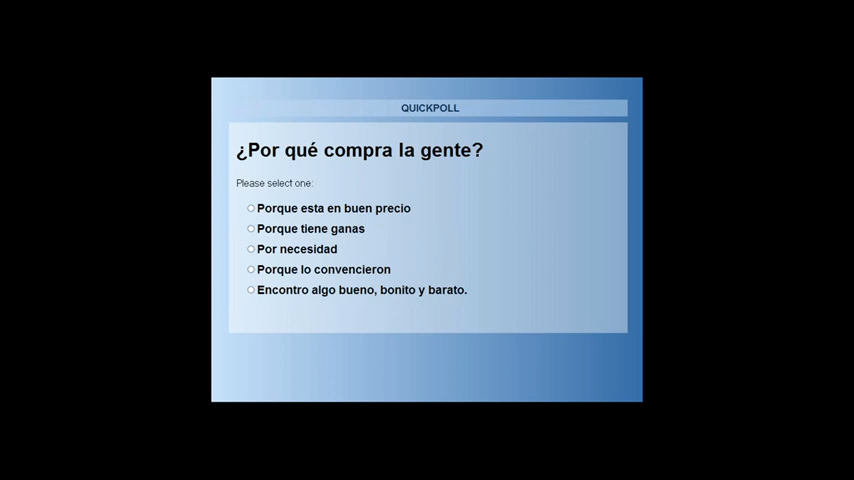 QUICKPOLL
¿Por qué compra la gente?
Please select one:
Porque esta en buen precio
Porque tiene ganas
Por necesidad
Porque lo convencieron
Encontro algo bueno, bonito y barato.